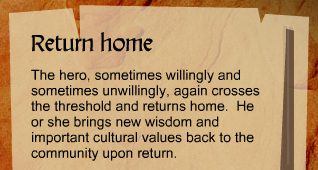 Return home
The hero, sometimes willingly and
sometimes unwillingly, again crosses
the threshold and returns home.  He
or she brings new wisdom and
important cultural values back to the
community upon return.